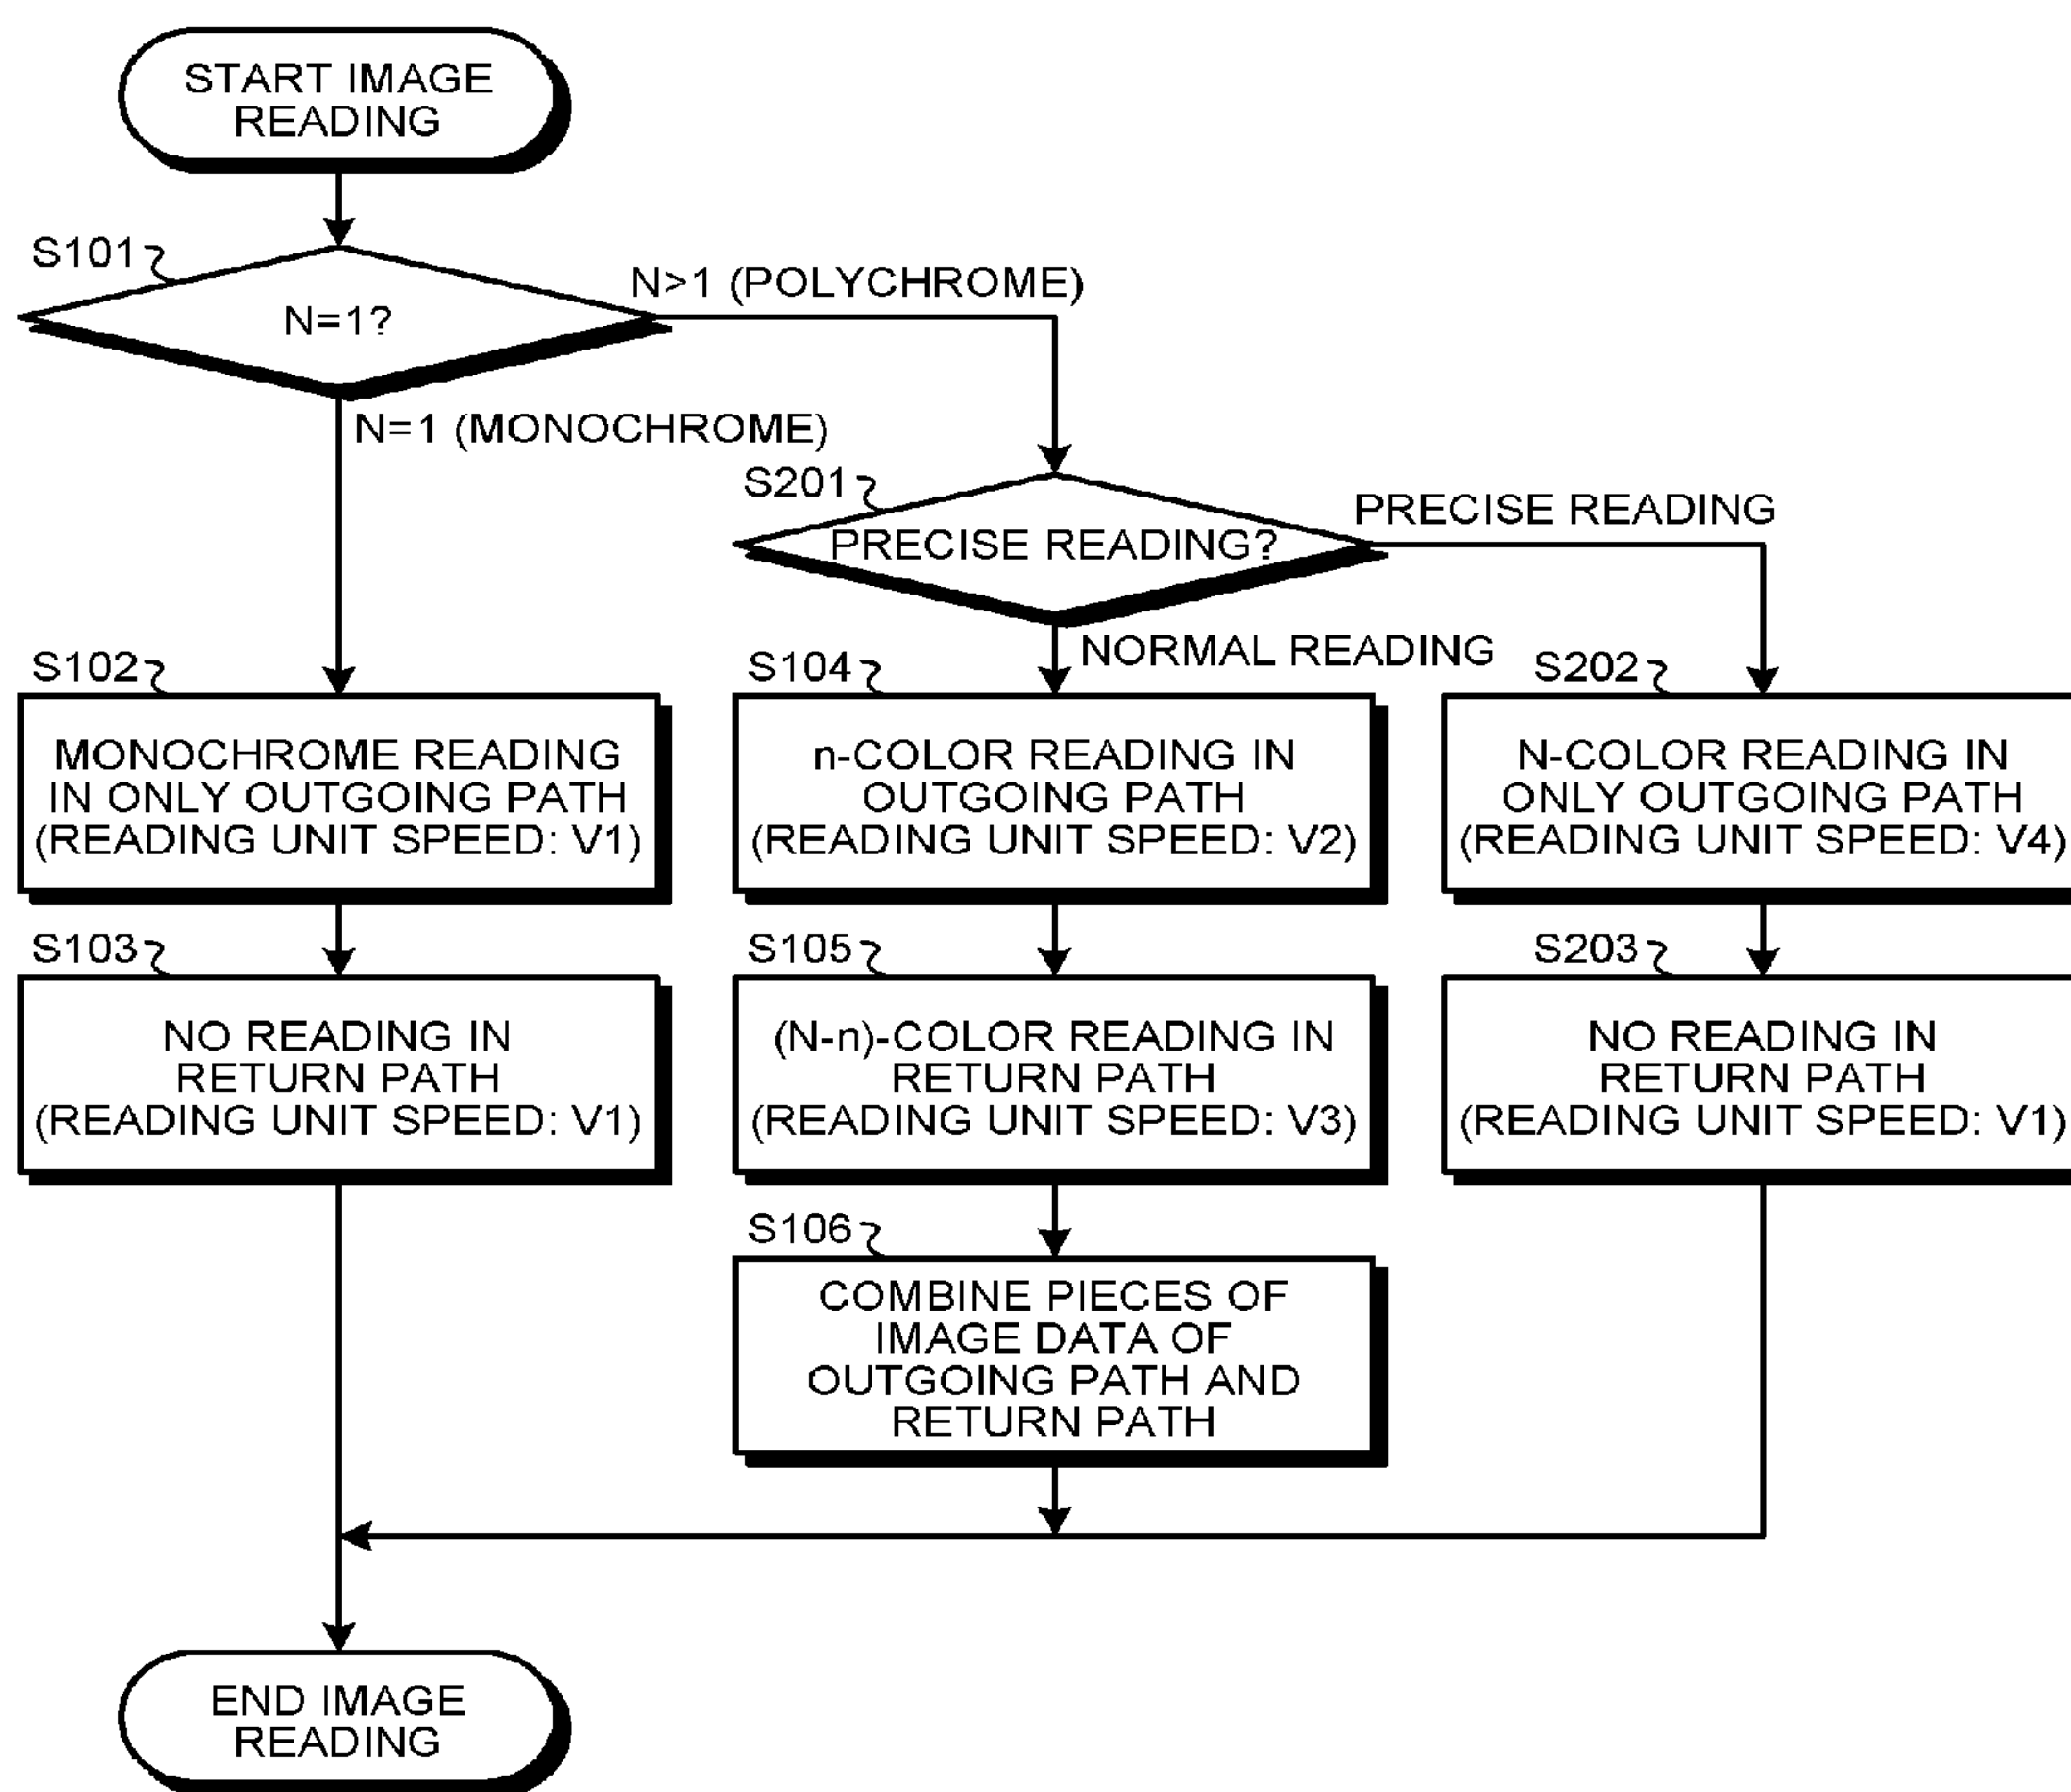 START IMAGE
READING
S101
N=1?
N>1 (POLYCHROME)
N=1 (MONOCHROME)
S201
PRECISE READING?
PRECISE READING
NORMAL READING
S102
MONOCHROME READING
IN ONLY OUTGOING PATH
(READING UNIT SPEED: V1)
S104
n-COLOR READING IN
OUTGOING PATH
(READING UNIT SPEED: V2)
S202
N-COLOR READING IN
ONLY OUTGOING PATH
(READING UNIT SPEED: V4)
S103
NO READING IN
RETURN PATH
(READING UNIT SPEED: V1)
S105
(N-n)-COLOR READING IN
RETURN PATH
(READING UNIT SPEED: V3)
S203
NO READING IN
RETURN PATH
(READING UNIT SPEED: V1)
S106
COMBINE PIECES OF
IMAGE DATA OF
OUTGOING PATH AND
RETURN PATH
END IMAGE
READING